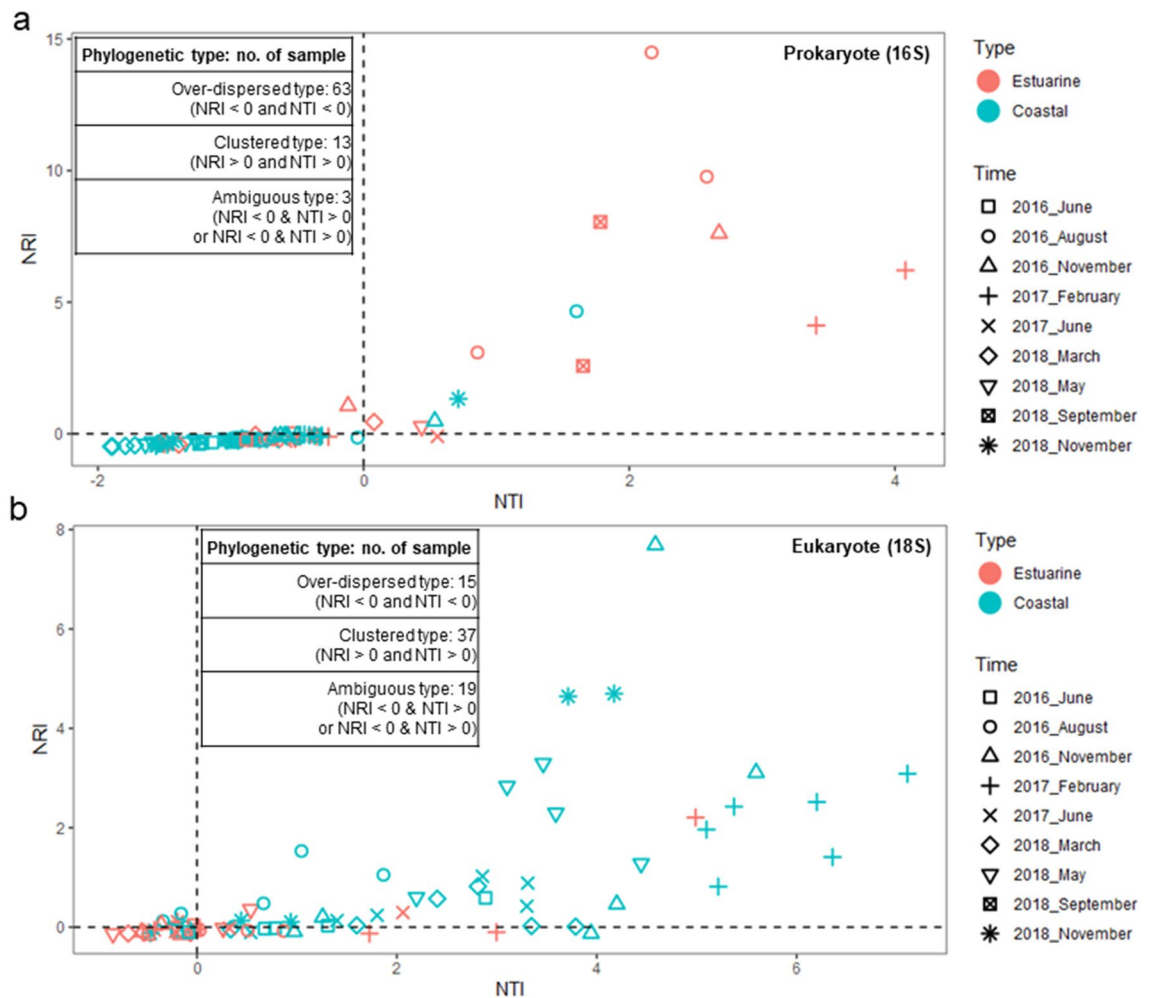 a
Prokaryote (16S)
Phylogenetic type: no. of sample
Over-dispersed type: 63
(NRI < 0 and NTI < 0)
Clustered type: 13
(NRI > 0 and NTI > 0)
Ambiguous type: 3
(NRI < 0 & NTI > 0
or NRI < 0 & NTI > 0)
15
10
5
0
NRI
-2
0
2
4
NTI
Type
Estuarine
Coastal
Time
2016_June
2016_August
2016_November
2017_February
2017_June
2018_March
2018_May
2018_September
2018_November
b
Eukaryote (18S)
Phylogenetic type: no. of sample
Over-dispersed type: 15
(NRI < 0 and NTI < 0)
Clustered type: 37
(NRI > 0 and NTI > 0)
Ambiguous type: 19
(NRI < 0 & NTI > 0
or NRI < 0 & NTI > 0)
8
6
4
2
0
NRI
0
2
4
6
NTI
Type
Estuarine
Coastal
Time
2016_June
2016_August
2016_November
2017_February
2017_June
2018_March
2018_May
2018_September
2018_November